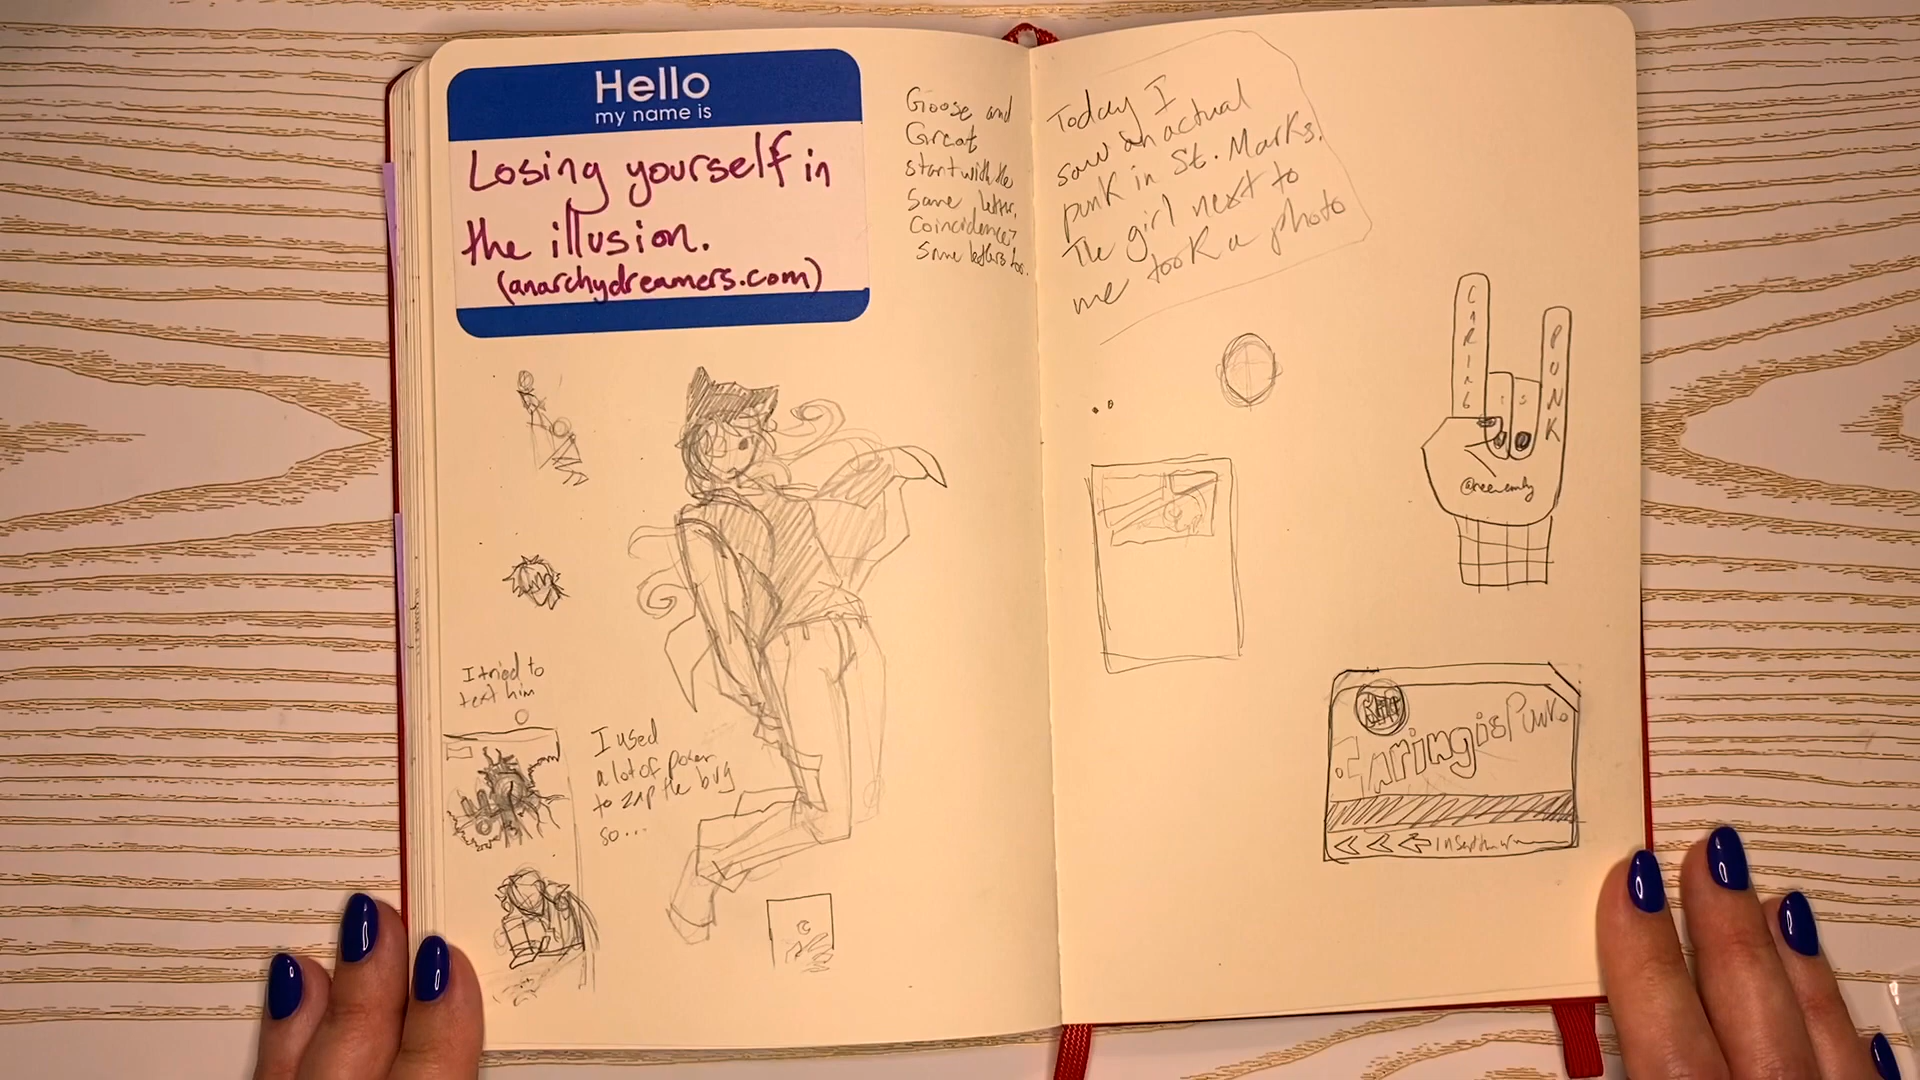 Hello
my name is
Losing yourself in
the illusion.
(anarchydreamers.com)
Goose and
Great
start with the
same letter.
Coincidence?
Same letters too.
I tried to
text him
I used
a lot of power
to zap the bug
so...
Today I
saw an actual
punk in St. Marks.
The girl next to
me took a photo
CARING
is
PUNK
Caring is Punk
Insert